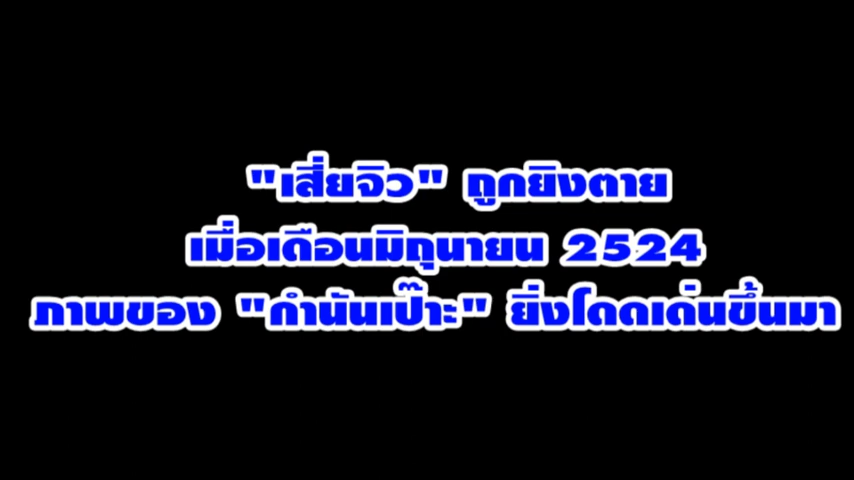 "เสี่ยจิว" ถูกยิงตาย
เมื่อเดือนมิถุนายน 2524
ภาพของ "กำนันเป๊าะ" ยิ่งโดดเด่นขึ้นมา